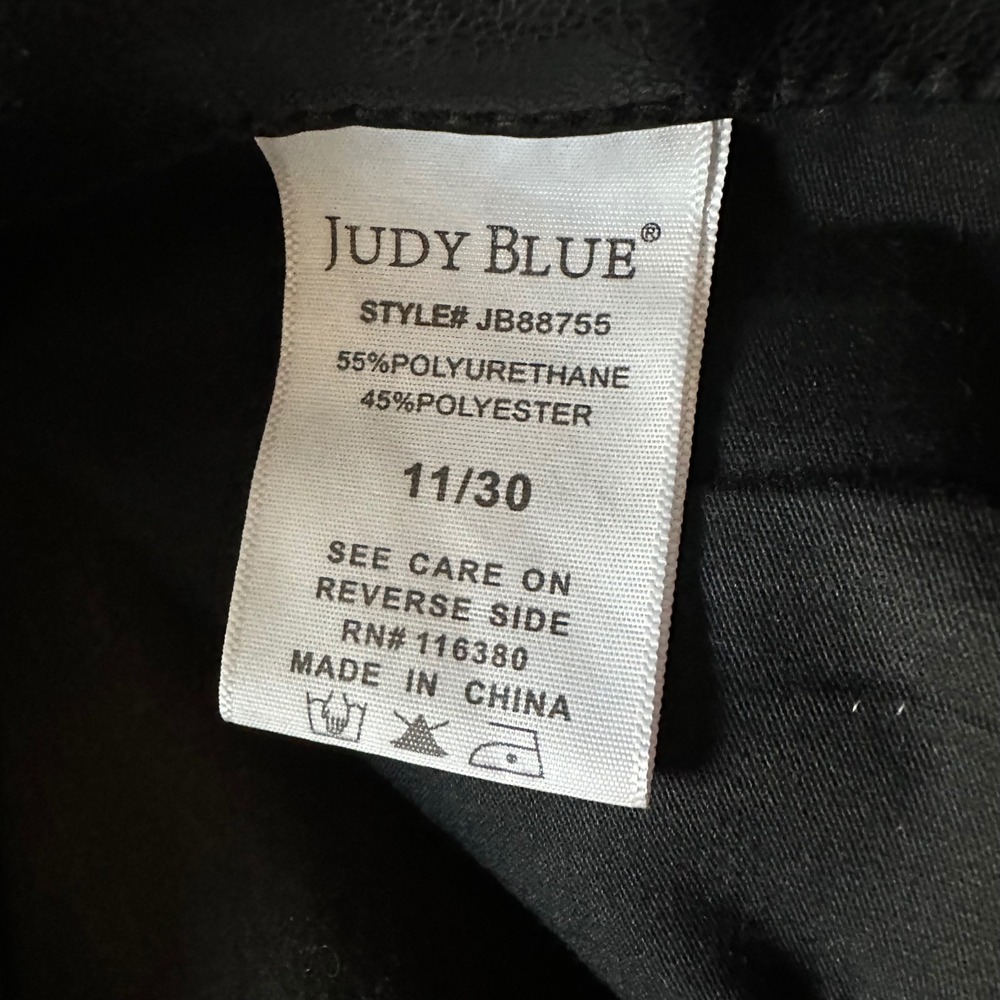 JUDY BLUE®
STYLE# JB88755
55%POLYURETHANE
45%POLYESTER
11/30
SEE CARE ON
REVERSE SIDE
RN# 116380
MADE IN CHINA